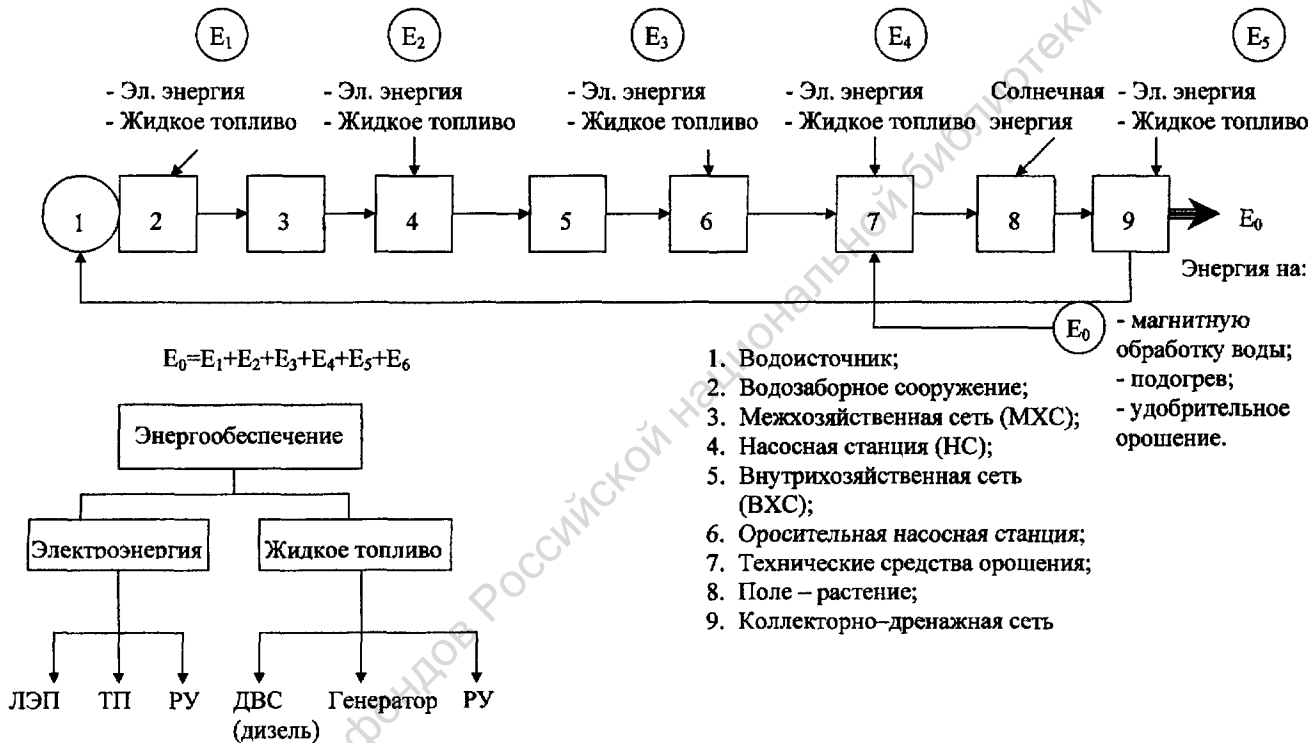 E1
E2
E3
E4
E5
- Эл. энергия
- Жидкое топливо
- Эл. энергия
- Жидкое топливо
- Эл. энергия
- Жидкое топливо
- Эл. энергия
- Жидкое топливо
Солнечная
энергия
- Эл. энергия
- Жидкое топливо
1
2
3
4
5
6
7
8
9
E0
Энергия на:
E0
- магнитную
обработку воды;
- подогрев;
- удобрительное
орошение.
E0=E1+E2+E3+E4+E5+E6
Энергообеспечение
Электроэнергия
Жидкое топливо
ЛЭП
ТП
РУ
ДВС
(дизель)
Генератор
РУ
1. Водоисточник;
2. Водозаборное сооружение;
3. Межхозяйственная сеть (МХС);
4. Насосная станция (НС);
5. Внутрихозяйственная сеть
(ВХС);
6. Оросительная насосная станция;
7. Технические средства орошения;
8. Поле – растение;
9. Коллекторно–дренажная сеть
фондов Российской национальной библиотеки